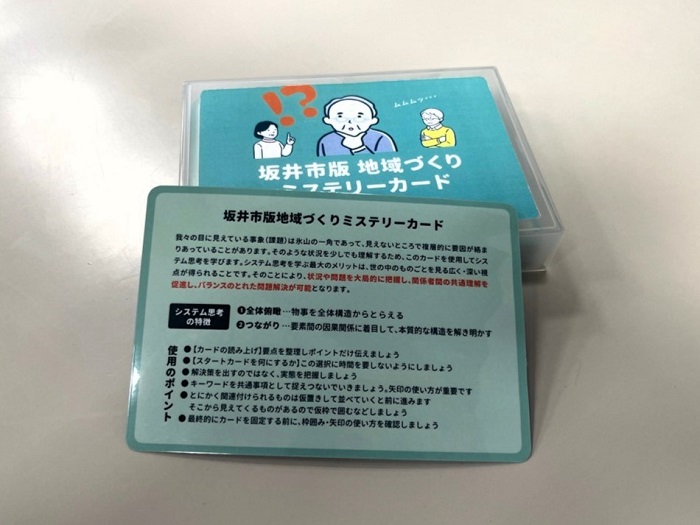 !?
ムムムッ…
坂井市版 地域づくり
ミステリーカード
坂井市版地域づくりミステリーカード
我々の目に見えている事象(課題)は氷山の一角であって、見えないところで複層的に要因が絡ま
りあっていることがあります。そのような状況を少しでも理解するため、このカードを使用してシス
テム思考を学びます。システム思考を学ぶ最大のメリットは、世の中のものごとを見る広く・深い視
点が得られることです。そのことにより、状況や問題を大局的に把握し、関係者間の共通理解を
促進し、バランスのとれた問題解決が可能となります。
システム思考
の特徴
❶全体俯瞰…物事を全体構造からとらえる
❷つながり…要素間の因果関係に着目して、本質的な構造を解き明かす
使用のポイント
●【カードの読み上げ】要点を整理しポイントだけ伝えましょう
●【スタートカードを何にするか】この選択に時間を要しないようにしましょう
●解決策を出すのではなく、実態を把握しましょう
●キーワードを共通事項として捉えつないでいきましょう。矢印の使い方が重要です
●とにかく関連付けられるものは仮置きして並べていくと前に進みます
そこから見えてくるものがあるので仮枠で囲むなどしましょう
●最終的にカードを固定する前に、枠囲み・矢印の使い方を確認しましょう